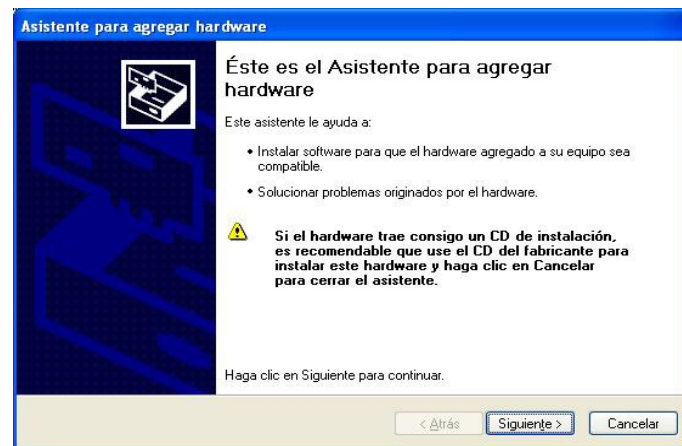 Asistente para agregar hardware
Éste es el Asistente para agregar
hardware
Este asistente le ayuda a:
• Instalar software para que el hardware agregado a su equipo sea
compatible.
• Solucionar problemas originados por el hardware.
Si el hardware trae consigo un CD de instalación,
es recomendable que use el CD del fabricante para
instalar este hardware y haga clic en Cancelar
para cerrar el asistente.
Haga clic en Siguiente para continuar.
< Atrás Siguiente > Cancelar